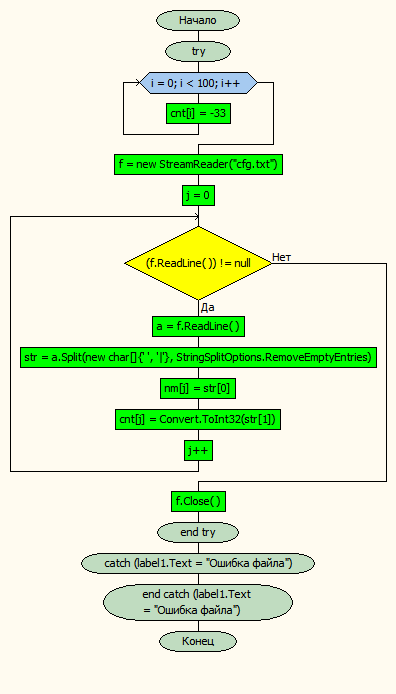 Начало
try
i = 0; i < 100; i++
cnt[i] = -33
f = new StreamReader("cfg.txt")
j = 0
(f.ReadLine( )) != null
Нет
Да
a = f.ReadLine( )
str = a.Split(new char[]{' ', '|'}, StringSplitOptions.RemoveEmptyEntries)
nm[j] = str[0]
cnt[j] = Convert.ToInt32(str[1])
j++
f.Close( )
end try
catch (label1.Text = "Ошибка файла")
end catch (label1.Text
= "Ошибка файла")
Конец